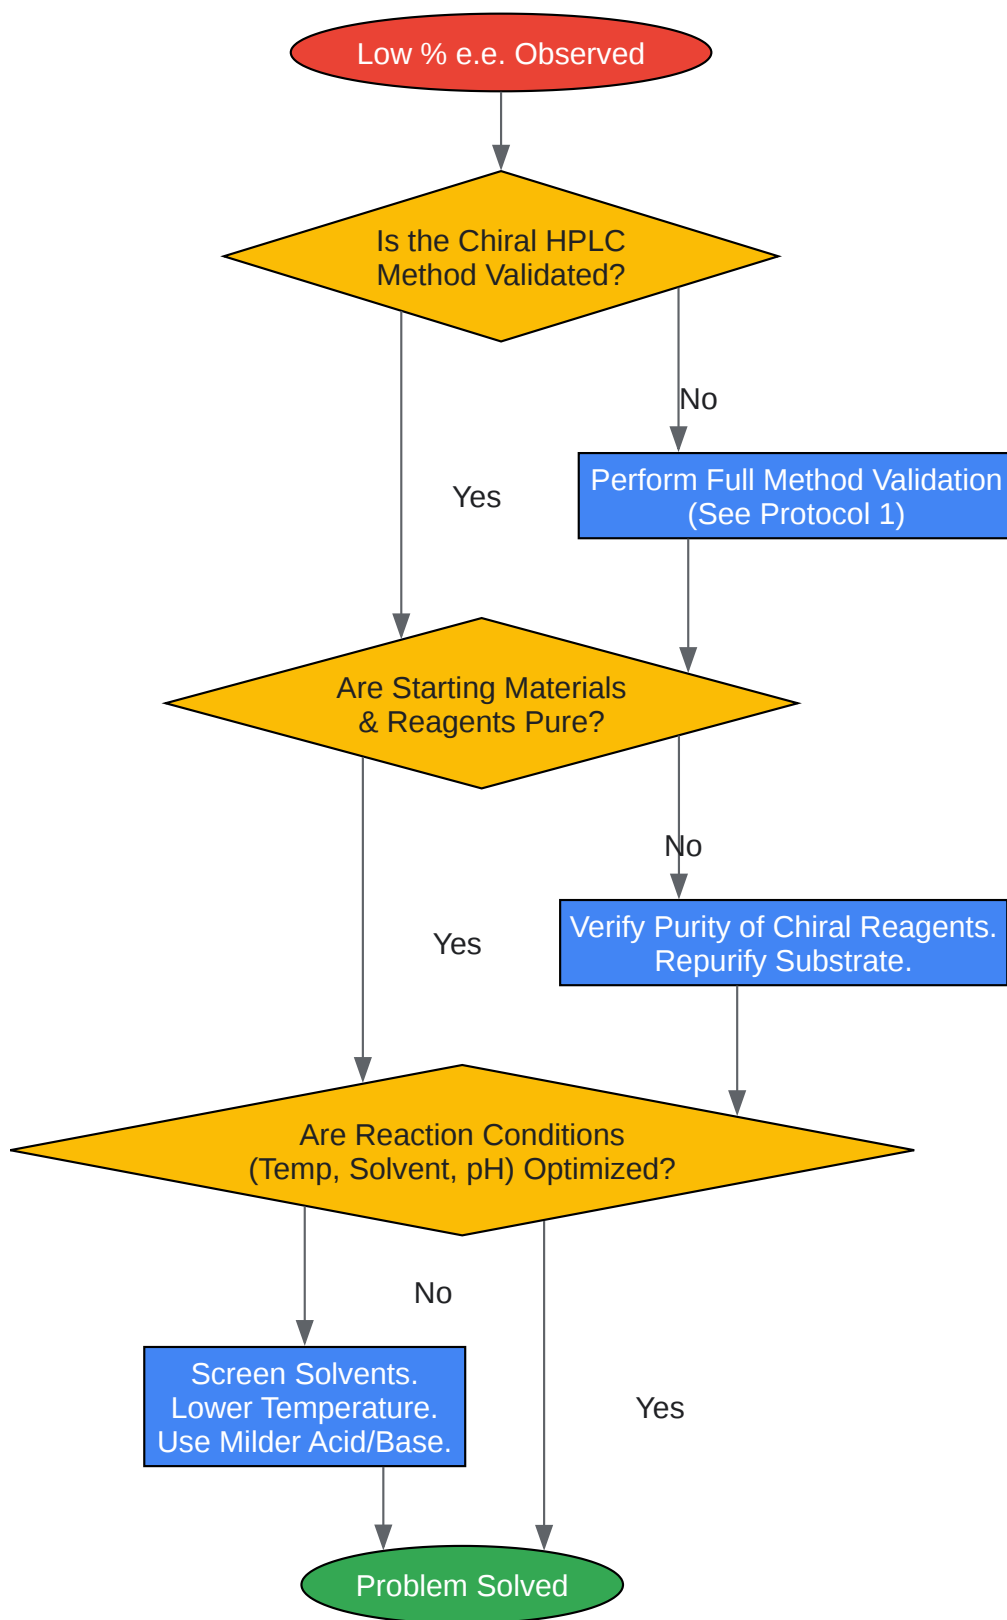 Low % e.e. Observed
Is the Chiral HPLC
Method Validated?
No
Perform Full Method Validation
(See Protocol 1)
Yes
Are Starting Materials
& Reagents Pure?
No
Verify Purity of Chiral Reagents.
Repurify Substrate.
Yes
Are Reaction Conditions
(Temp, Solvent, pH) Optimized?
No
Screen Solvents.
Lower Temperature.
Use Milder Acid/Base.
Yes
Problem Solved